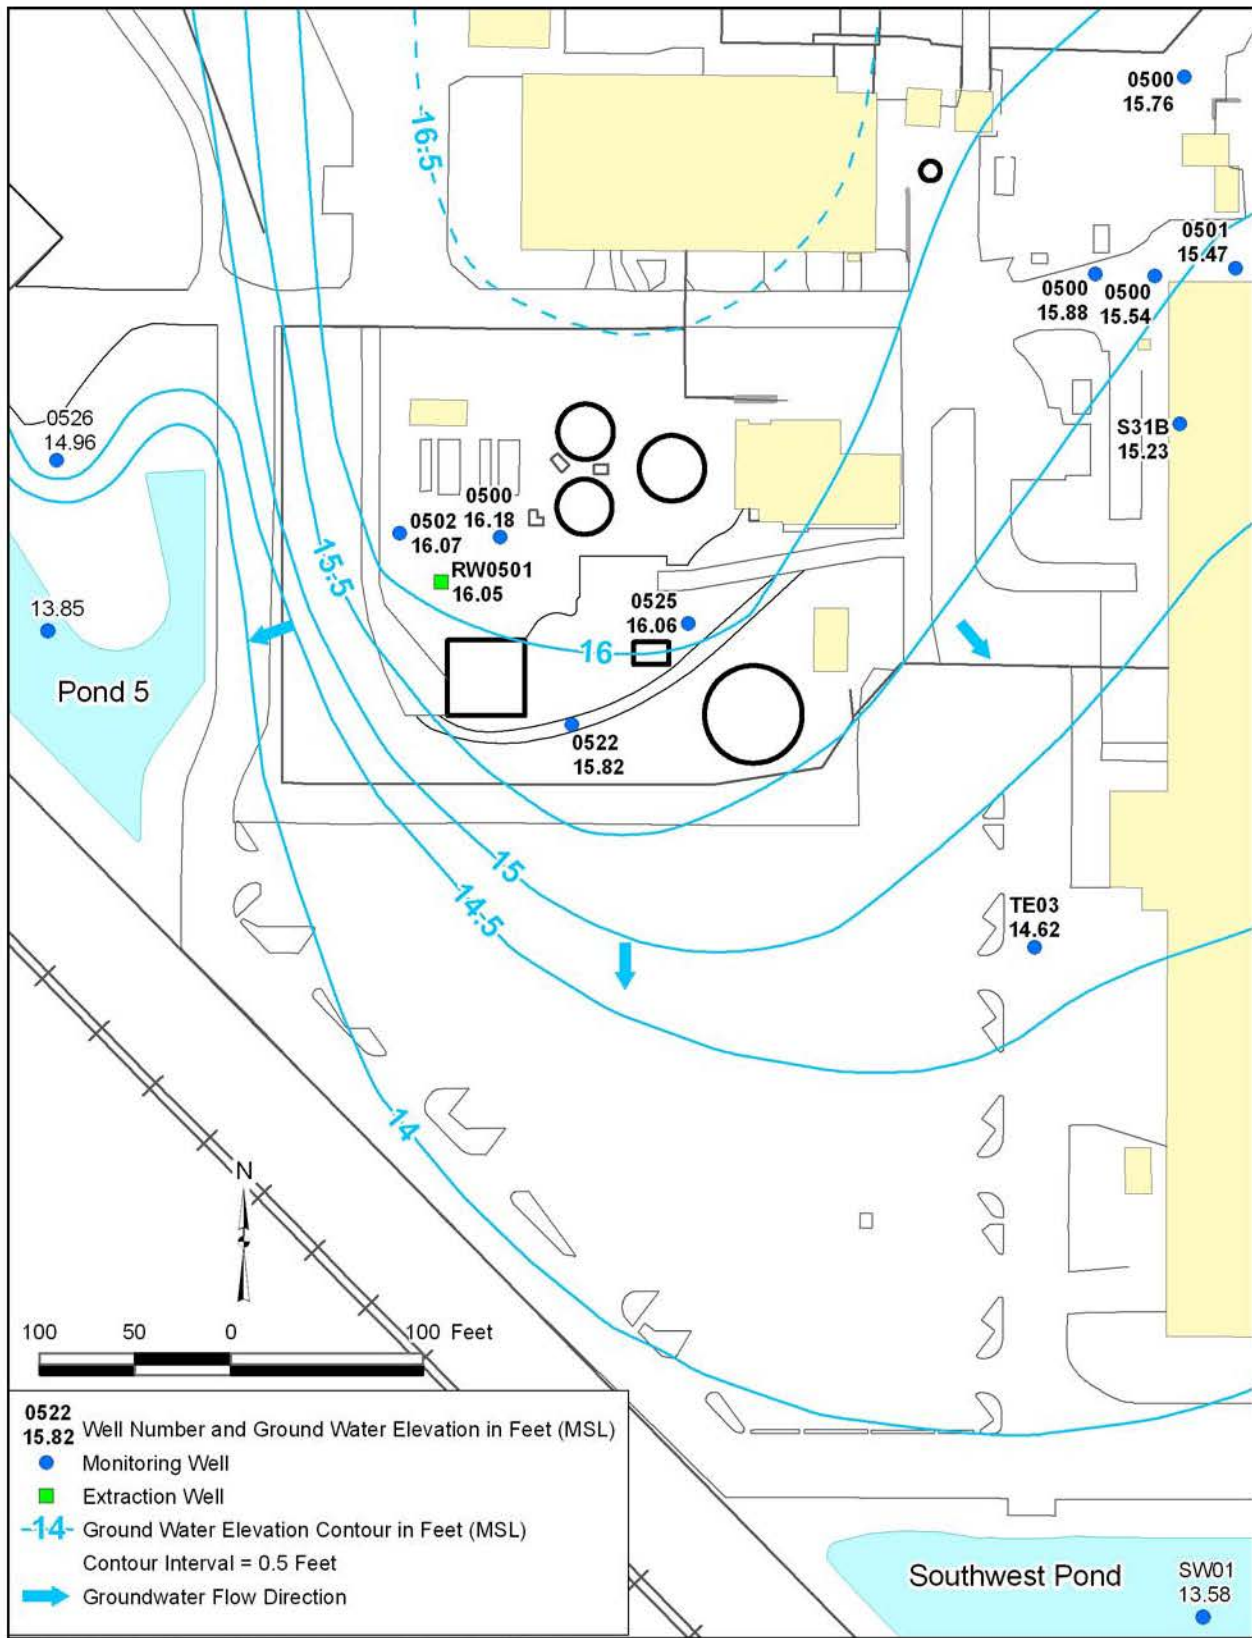 16.5
0500
15.76
0501
15.47
0500
15.88
0500
15.54
0526
14.96
S31B
15.23
0500
16.18
0502
16.07
15.5
RW0501
16.05
0525
16.06
13.85
16
Pond 5
0522
15.82
15
14.5
TE03
14.62
14
N
100 50 0 100 Feet
0522
15.82 Well Number and Ground Water Elevation in Feet (MSL)
Monitoring Well
Extraction Well
14 Ground Water Elevation Contour in Feet (MSL)
Contour Interval = 0.5 Feet
Groundwater Flow Direction
Southwest Pond
SW01
13.58